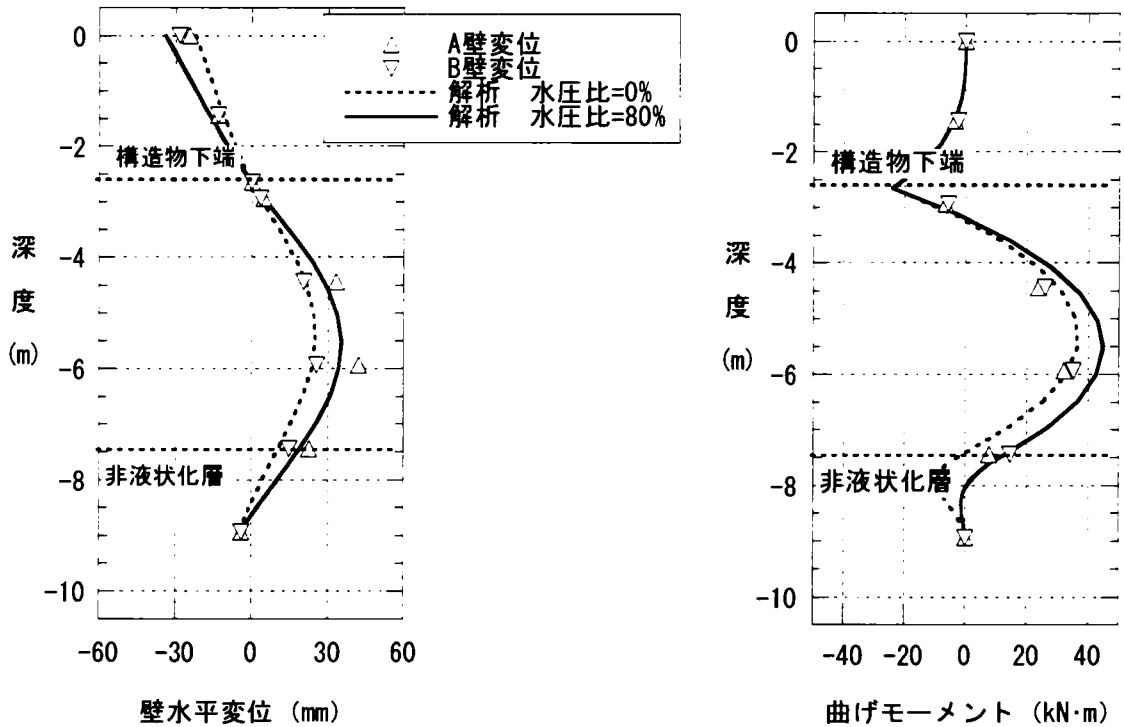 A壁変位
B壁変位
解析 水圧比=0%
解析 水圧比=80%
0
-2
-4
-6
-8
-10
深
度
(m)
構造物下端
非液状化層
-60
-30
0
30
60
壁水平変位 (mm)
0
-2
-4
-6
-8
-10
深
度
(m)
構造物下端
非液状化層
-40
-20
0
20
40
曲げモーメント (kN·m)